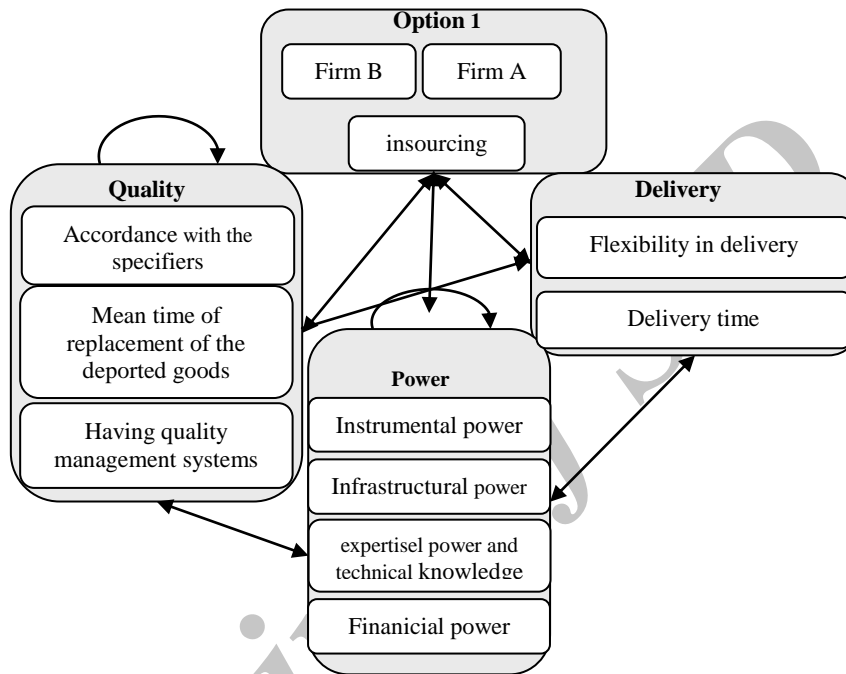 Option 1
Firm B
Firm A
insourcing
Quality
Accordance with the
specifiers
Mean time of
replacement of the
deported goods
Having quality
management systems
Delivery
Flexibility in delivery
Delivery time
Power
Instrumental power
Infrastructural power
expertisel power and
technical knowledge
Finanicial power